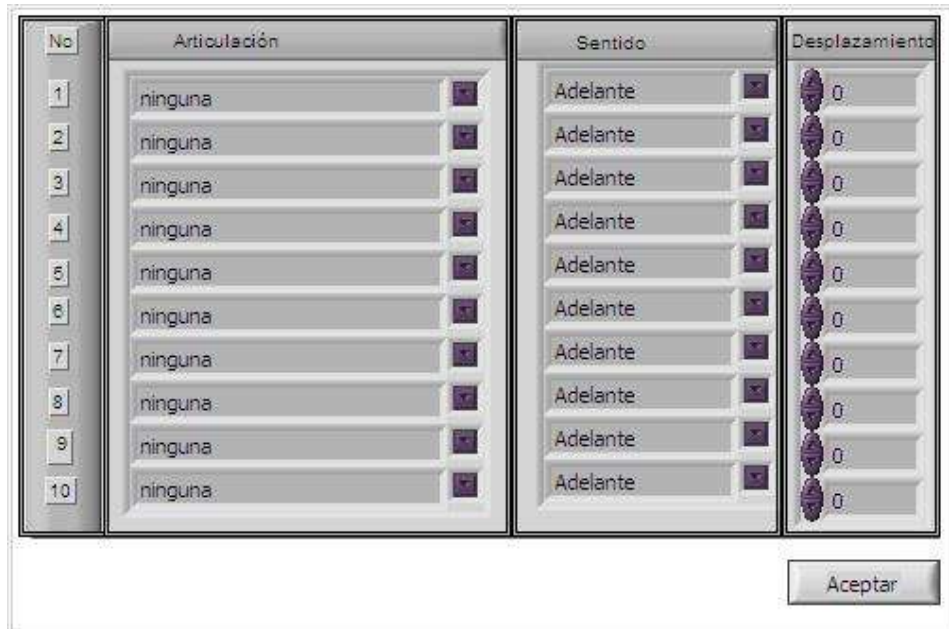 No Articulación Sentido Desplazamiento
1 ninguna Adelante 0
2 ninguna Adelante 0
3 ninguna Adelante 0
4 ninguna Adelante 0
5 ninguna Adelante 0
6 ninguna Adelante 0
7 ninguna Adelante 0
8 ninguna Adelante 0
9 ninguna Adelante 0
10 ninguna Adelante 0
Aceptar